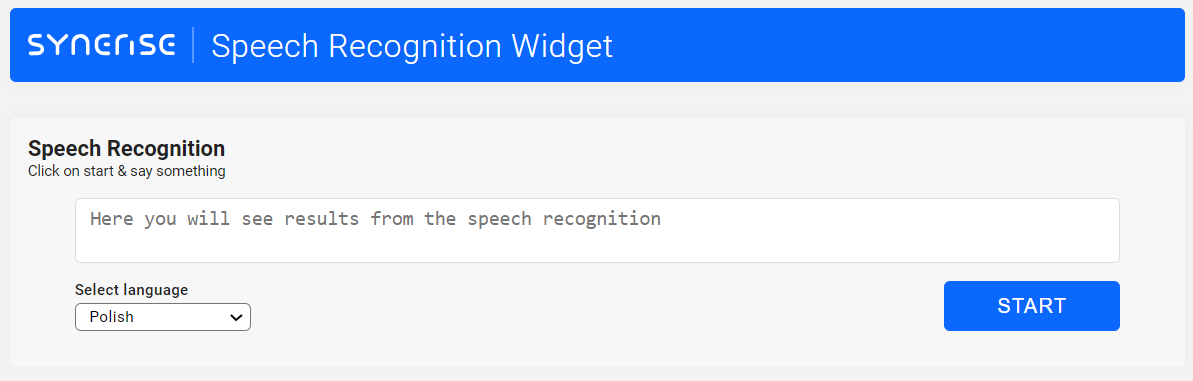 SYNERISE Speech Recognition Widget
Speech Recognition
Click on start & say something
Here you will see results from the speech recognition
Select language
Polish
START